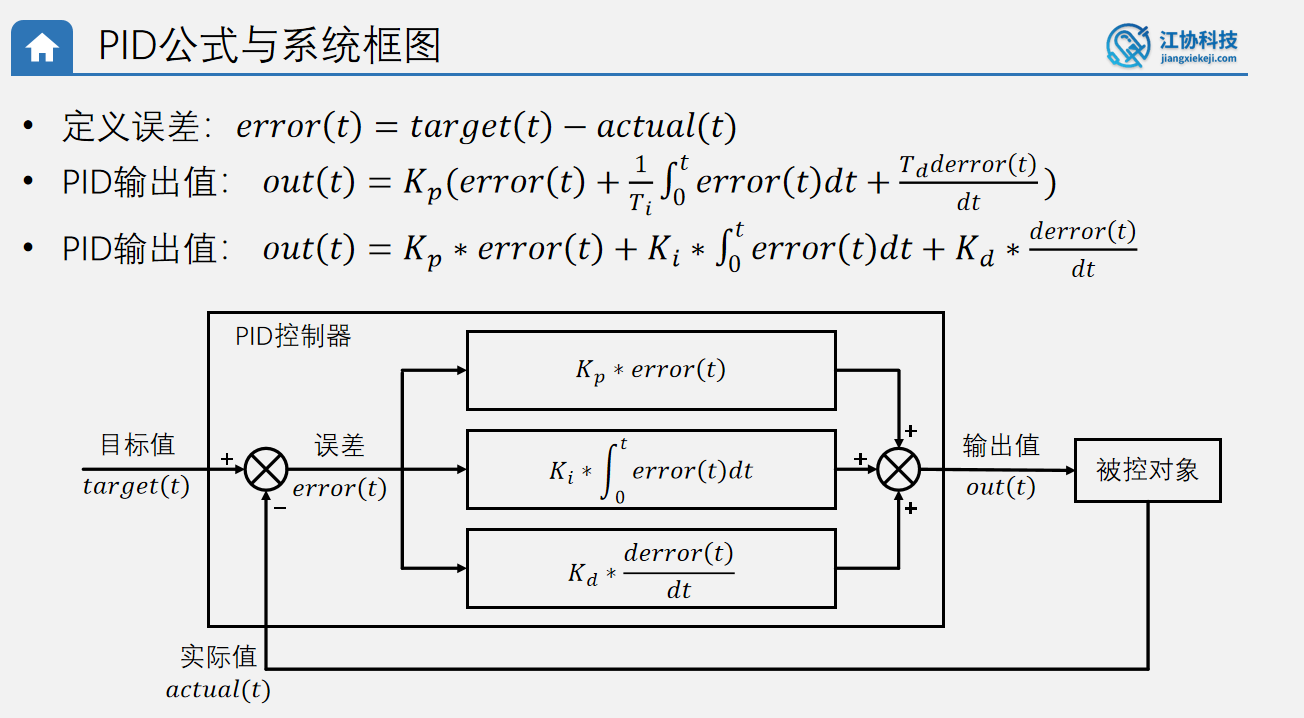 PID公式与系统框图
江协科技
jiangxiekeji.com
• 定义误差：error(t) = target(t) − actual(t)
• PID输出值：out(t) = K_p(error(t) + \frac{1}{T_i}∫_0^t error(t)dt + \frac{T_d derror(t)}{dt})
• PID输出值：out(t) = K_p * error(t) + K_i * ∫_0^t error(t)dt + K_d * \frac{derror(t)}{dt}
PID控制器
K_p * error(t)
目标值
target(t)
+
−
误差
error(t)
K_i * ∫_0^t error(t)dt
+
+
+
输出值
out(t)
被控对象
K_d * \frac{derror(t)}{dt}
实际值
actual(t)